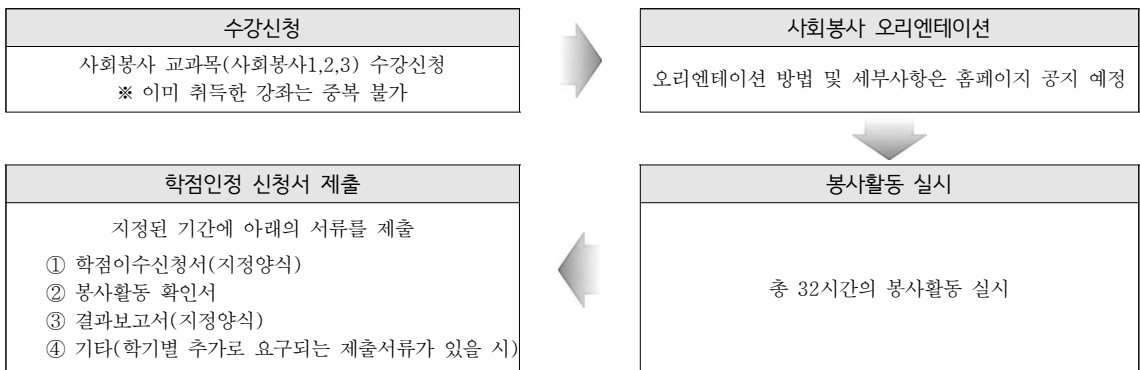 수강신청
사회봉사 교과목(사회봉사1,2,3) 수강신청
※ 이미 취득한 강좌는 중복 불가
사회봉사 오리엔테이션
오리엔테이션 방법 및 세부사항은 홈페이지 공지 예정
봉사활동 실시
총 32시간의 봉사활동 실시
학점인정 신청서 제출
지정된 기간에 아래의 서류를 제출
① 학점이수신청서(지정양식)
② 봉사활동 확인서
③ 결과보고서(지정양식)
④ 기타(학기별 추가로 요구되는 제출서류가 있을 시)